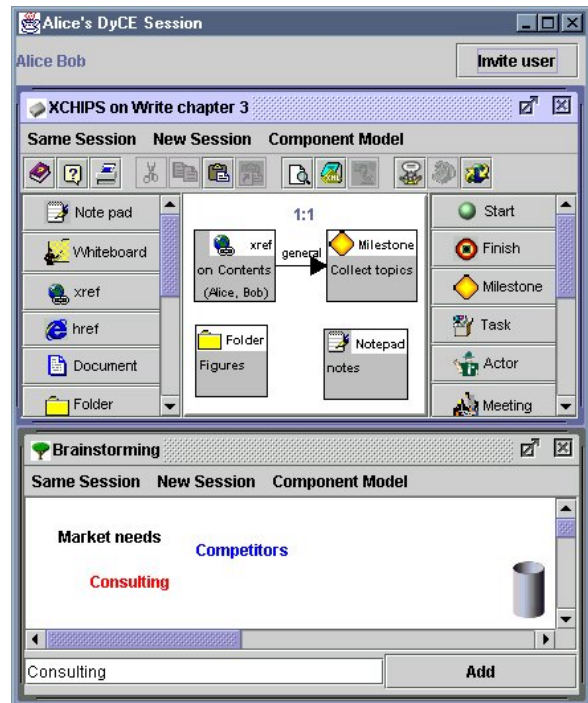 Alice's DyCE Session
Alice Bob
Invite user
XCHIPS on Write chapter 3
Same Session New Session Component Model
Note pad
Whiteboard
xref
href
Document
Folder
1:1
xref
on Contents
(Alice, Bob)
general
Milestone
Collect topics
Folder
Figures
Notepad
notes
Start
Finish
Milestone
Task
Actor
Meeting
Brainstorming
Same Session New Session Component Model
Market needs
Competitors
Consulting
Consulting
Add